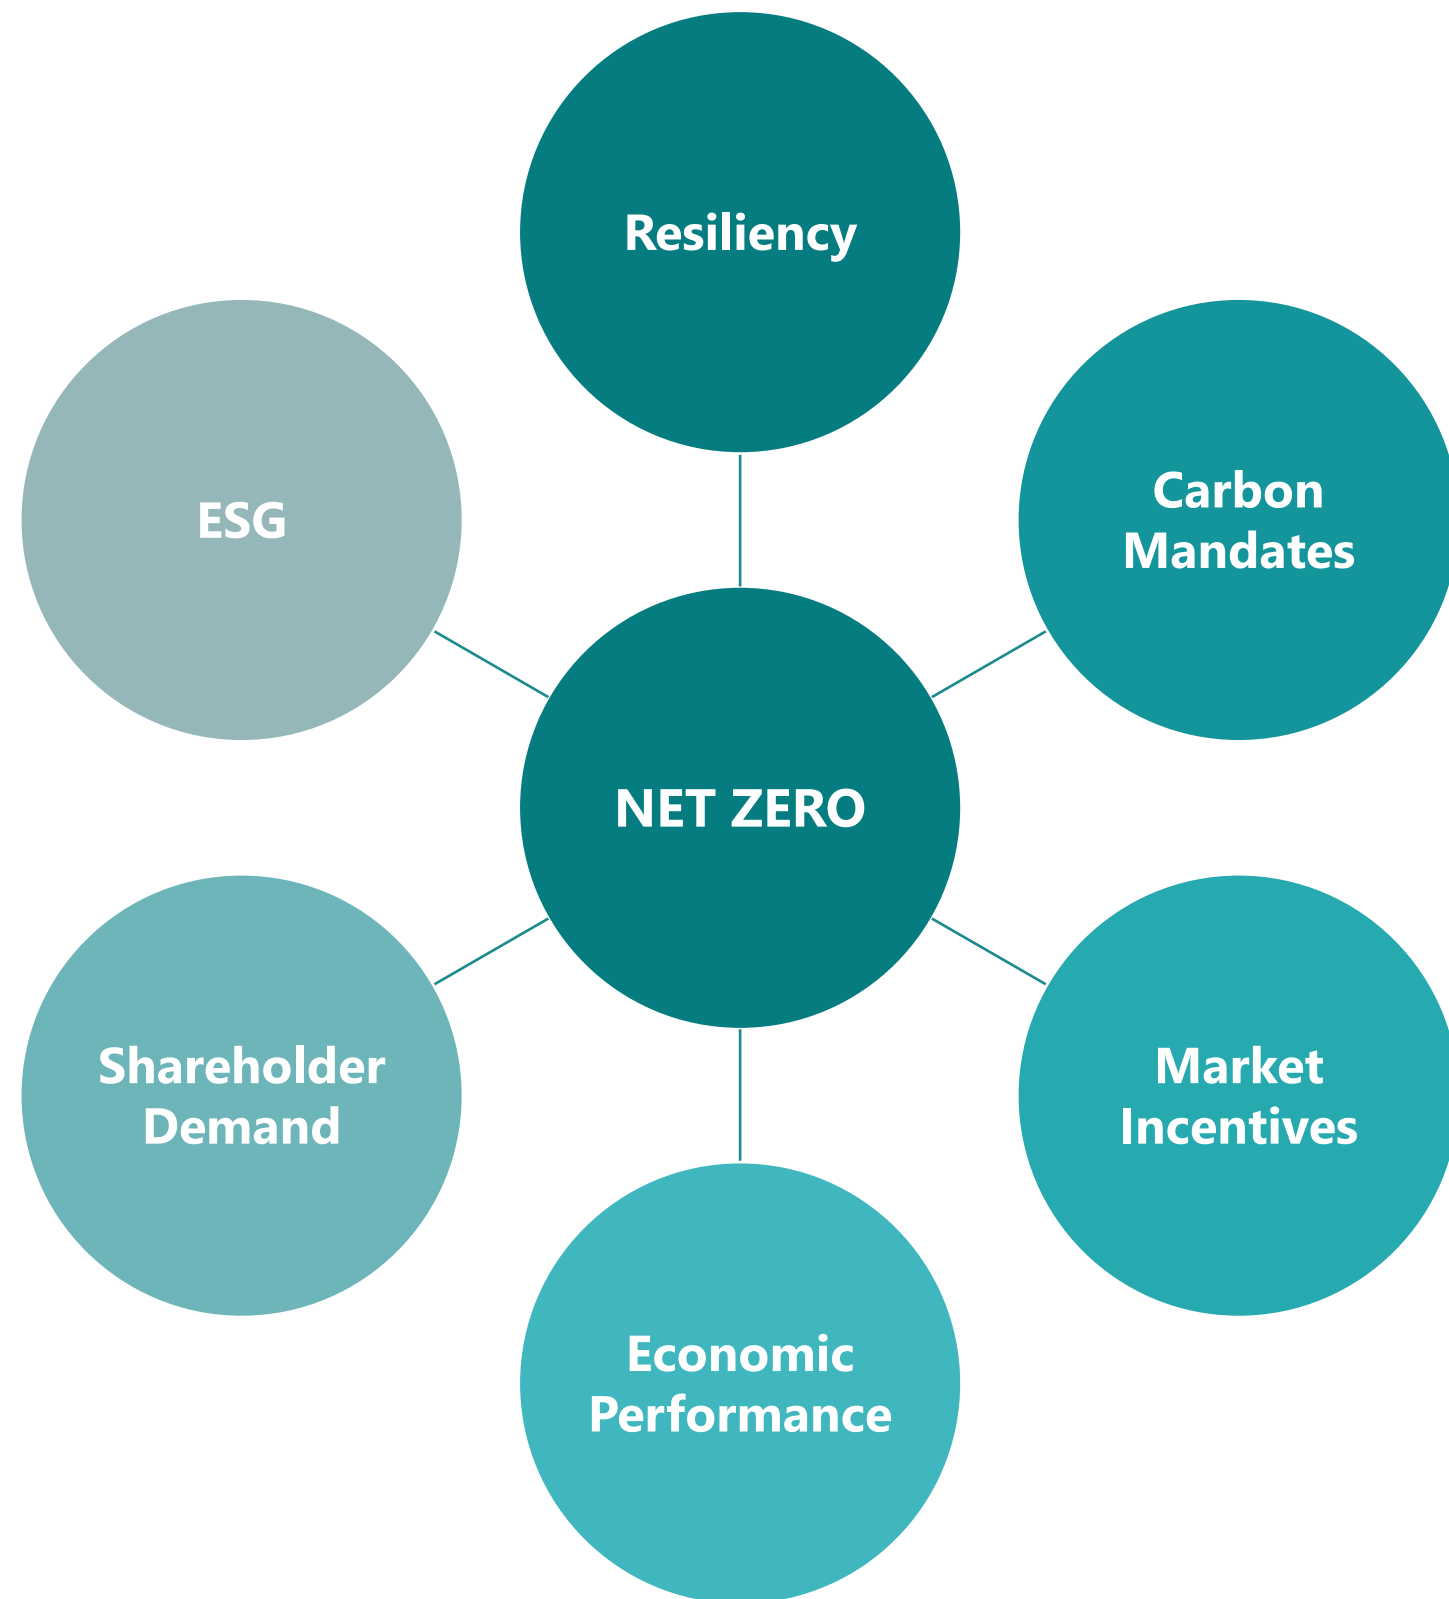 Resiliency
ESG
Carbon
Mandates
NET ZERO
Shareholder
Demand
Market
Incentives
Economic
Performance